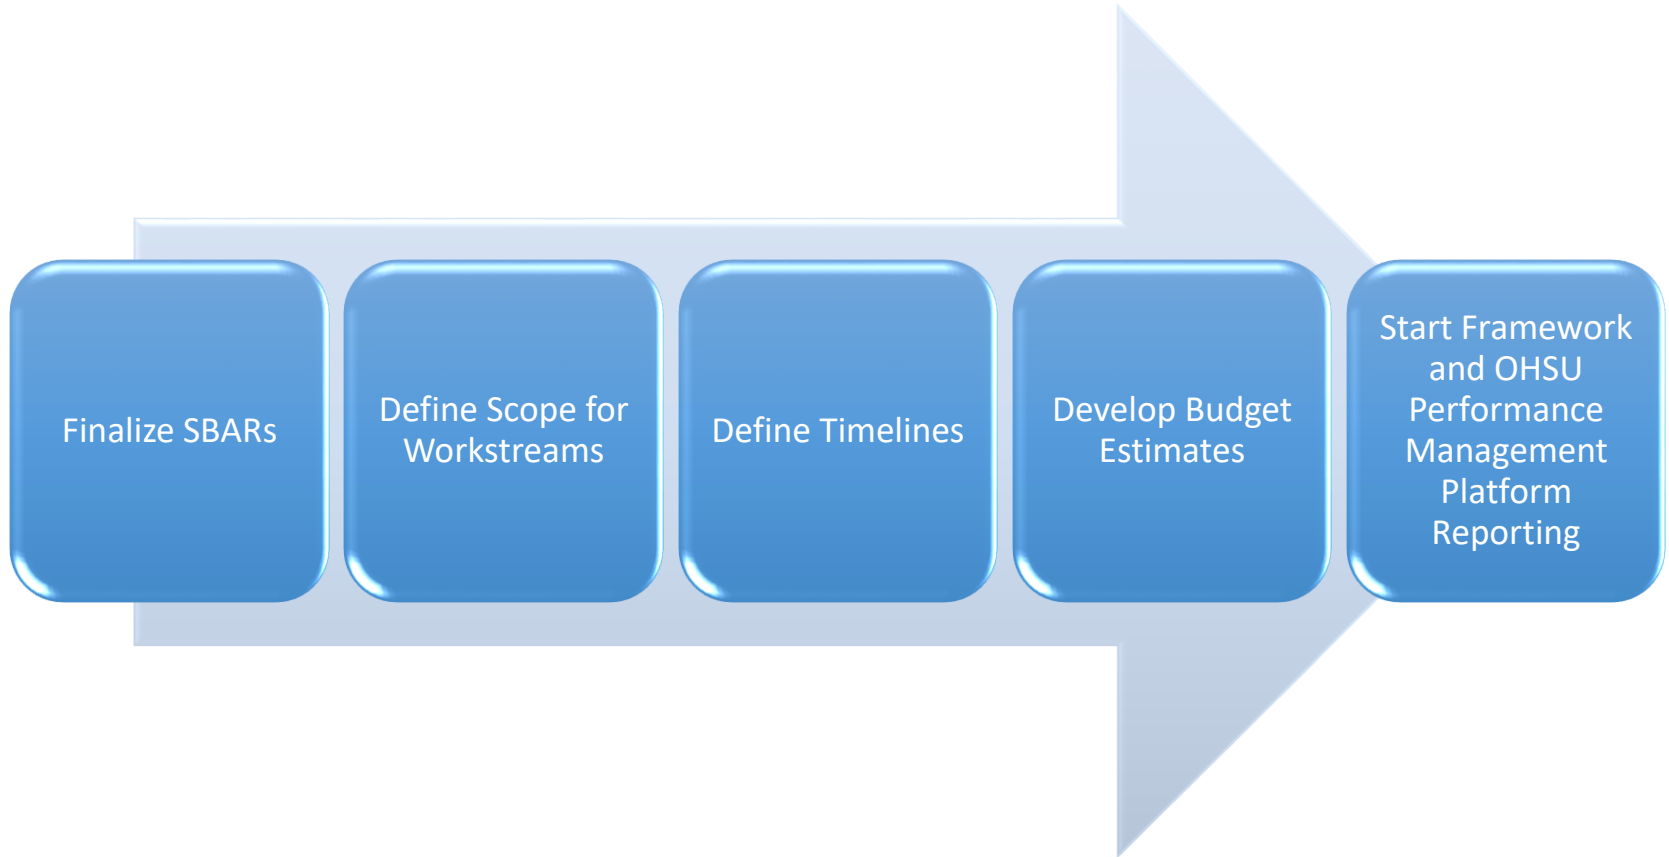 Finalize SBARs
Define Scope for
Workstreams
Define Timelines
Develop Budget
Estimates
Start Framework
and OHSU
Performance
Management
Platform
Reporting